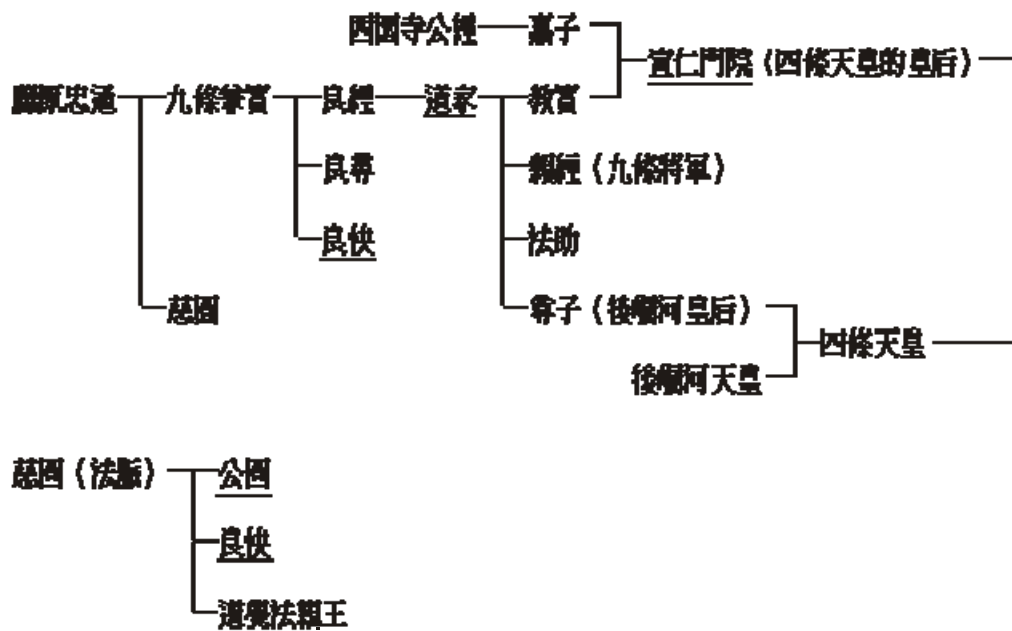 西園寺公經 嘉子
宣仁門院（四條天皇的皇后）
藤原忠通 九條兼實 良經 道家 教實
良尋 賴經（九條將軍）
良快 法助
慈圓 尊子（後堀河皇后）
四條天皇
後堀河天皇
慈圓（法脈） 公圓
良快
道覺法親王